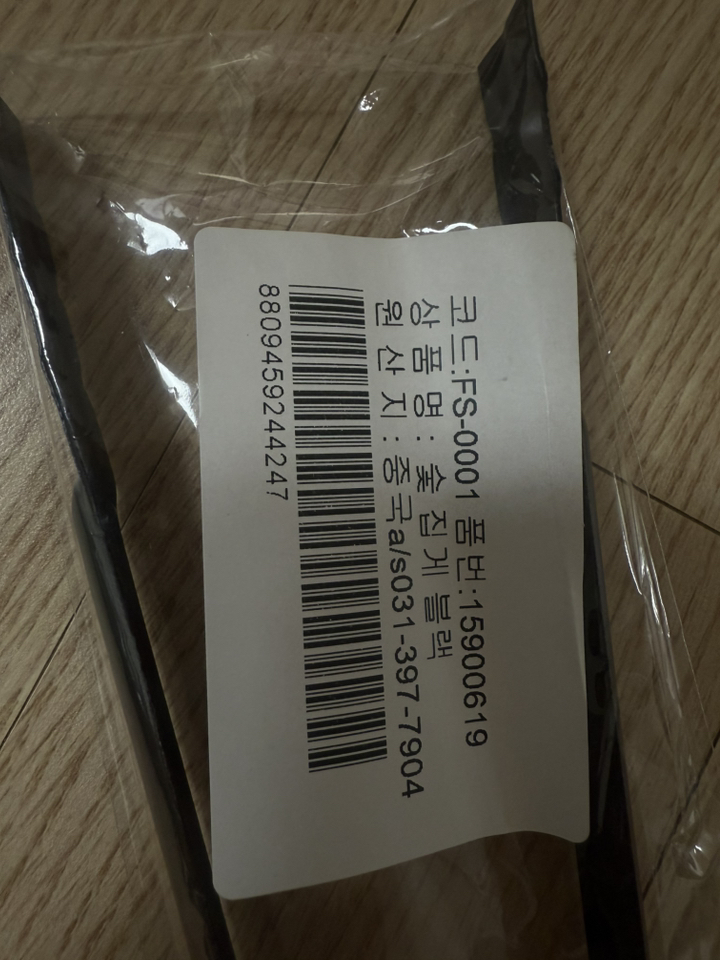 코드:FS-0001 품번:15900619
상 품 명 : 숯 집 게 블랙
원 산 지 : 중국a/s031-397-7904
8809459244247